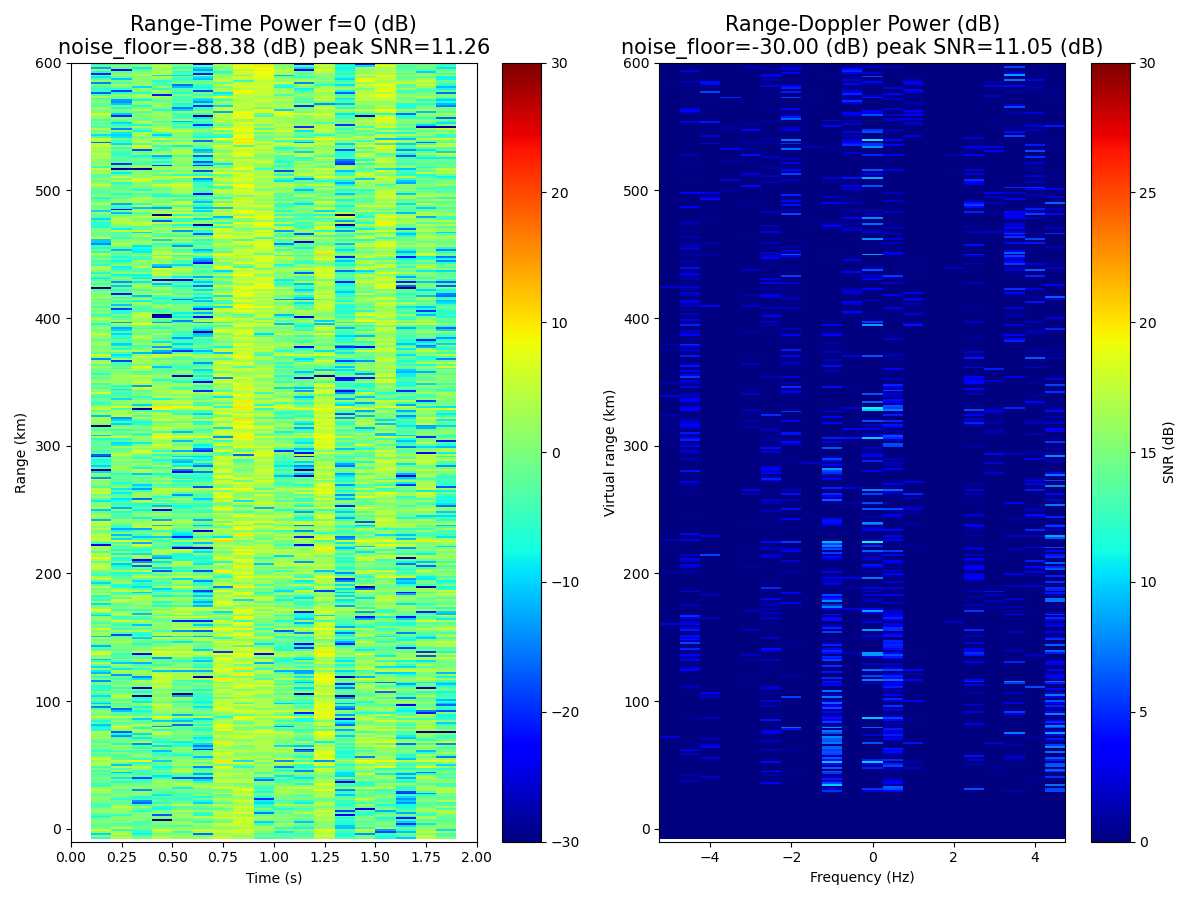 Range-Time Power f=0 (dB)
noise_floor=-88.38 (dB) peak SNR=11.26
Range (km)
600
500
400
300
200
100
0
0.00 0.25 0.50 0.75 1.00 1.25 1.50 1.75 2.00
Time (s)
30
20
10
0
−10
−20
−30
Range-Doppler Power (dB)
noise_floor=-30.00 (dB) peak SNR=11.05 (dB)
Virtual range (km)
600
500
400
300
200
100
0
−4 −2 0 2 4
Frequency (Hz)
30
25
20
15
10
5
0
SNR (dB)